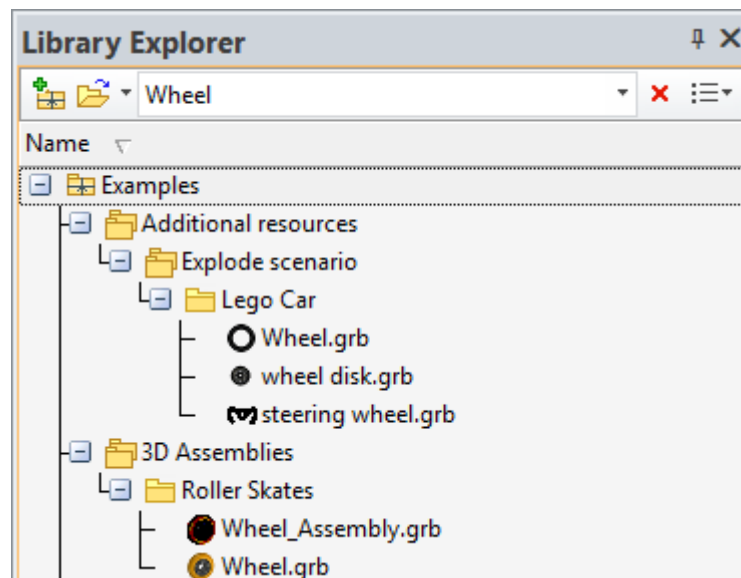 Library Explorer
Wheel
Name
Examples
Additional resources
Explode scenario
Lego Car
Wheel.grb
wheel disk.grb
steering wheel.grb
3D Assemblies
Roller Skates
Wheel_Assembly.grb
Wheel.grb